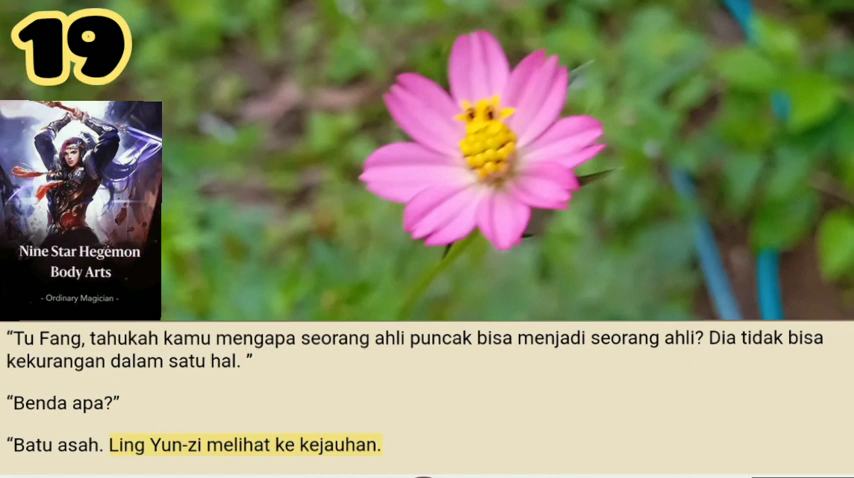 19
Nine Star Hegemon
Body Arts
- Ordinary Magician -
“Tu Fang, tahukah kamu mengapa seorang ahli puncak bisa menjadi seorang ahli? Dia tidak bisa
kekurangan dalam satu hal. ”
“Benda apa?”
“Batu asah. Ling Yun-zi melihat ke kejauhan.